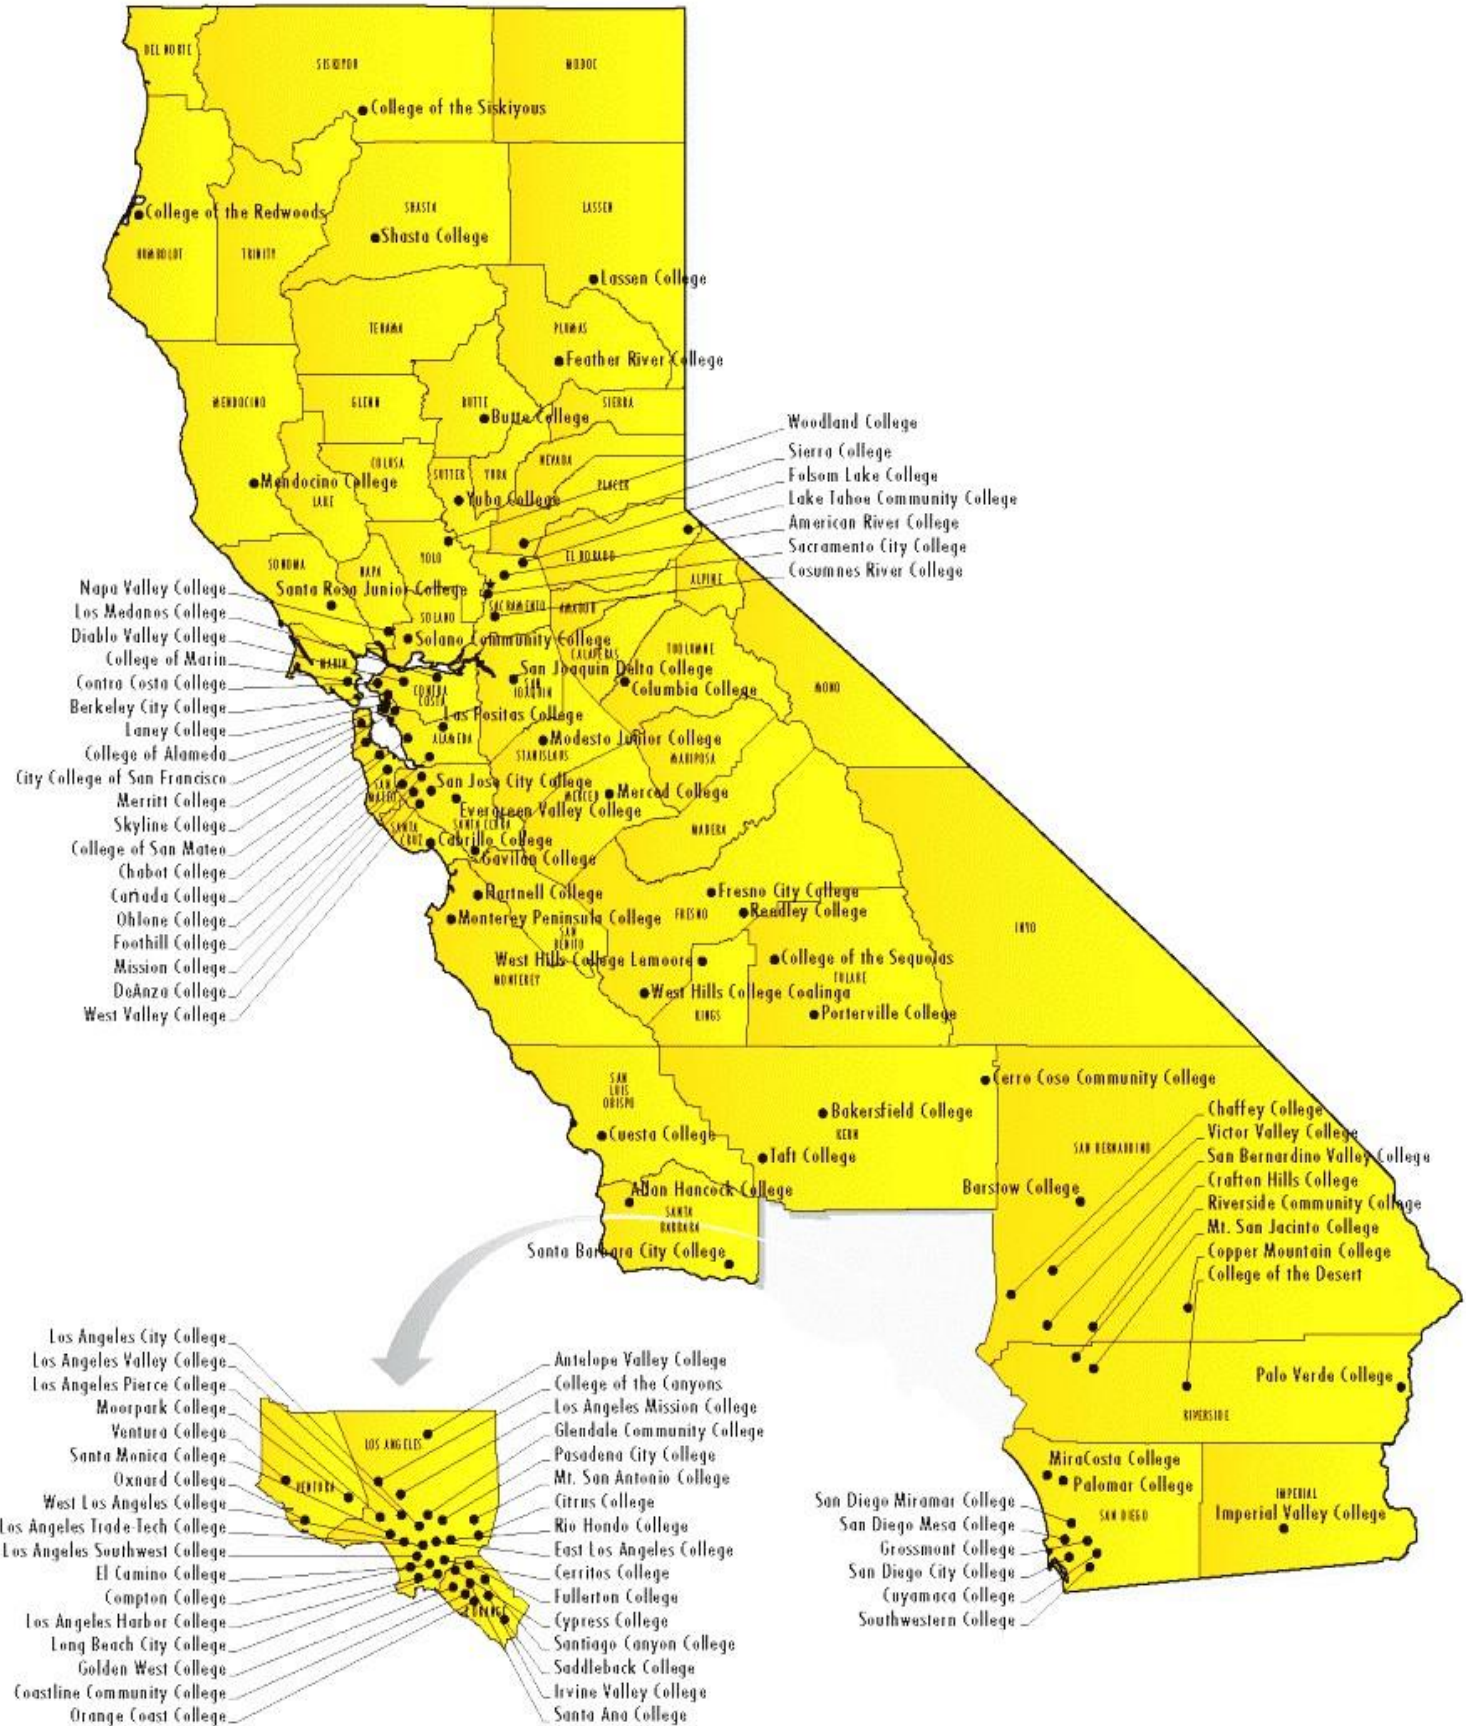 DEL NORTE
SISKIYOU
MODOC
College of the Siskiyous
College of the Redwoods
SHASTA
LASSEN
Shasta College
HUMBOLDT
TRINITY
Lassen College
TEHAMA
PLUMAS
Feather River College
MENDOCINO
GLENN
BUTTE
SIERRA
Butte College
COLUSA
SUTTER
YUBA
NEVADA
PLACER
Mendocino College
LAKE
Yuba College
Woodland College
Sierra College
Folsom Lake College
Lake Tahoe Community College
American River College
Sacramento City College
Cosumnes River College
SONOMA
NAPA
YOLO
EL DORADO
ALPINE
Santa Rosa Junior College
SOLANO
SACRAMENTO
AMADOR
Solano Community College
CALAVERAS
TUOLUMNE
MARIN
San Joaquin Delta College
SAN
JOAQUIN
Columbia College
CONTRA
COSTA
MONO
Las Positas College
ALAMEDA
Modesto Junior College
STANISLAUS
MARIPOSA
San Jose City College
SAN
MATEO
MERCED
Merced College
Evergreen Valley College
SANTA CLARA
SANTA
CRUZ
MADERA
Cabrillo College
Gavilan College
Napa Valley College
Los Medanos College
Diablo Valley College
College of Marin
Contra Costa College
Berkeley City College
Laney College
College of Alameda
City College of San Francisco
Merritt College
Skyline College
College of San Mateo
Chabot College
Cañada College
Ohlone College
Foothill College
Mission College
DeAnza College
West Valley College
Hartnell College
Fresno City College
Monterey Peninsula College
FRESNO
Reedley College
SAN
BENITO
INYO
West Hills College Lemoore
College of the Sequoias
MONTEREY
TULARE
West Hills College Coalinga
KINGS
Porterville College
SAN
LUIS
OBISPO
Cerro Coso Community College
Bakersfield College
Cuesta College
KERN
Taft College
SAN BERNARDINO
Allan Hancock College
Barstow College
SANTA
BARBARA
Santa Barbara City College
Chaffey College
Victor Valley College
San Bernardino Valley College
Crafton Hills College
Riverside Community College
Mt. San Jacinto College
Copper Mountain College
College of the Desert
Palo Verde College
RIVERSIDE
MiraCosta College
Palomar College
IMPERIAL
SAN DIEGO
Imperial Valley College
San Diego Miramar College
San Diego Mesa College
Grossmont College
San Diego City College
Cuyamaca College
Southwestern College
Los Angeles City College
Los Angeles Valley College
Los Angeles Pierce College
Moorpark College
Ventura College
Santa Monica College
Oxnard College
West Los Angeles College
Los Angeles Trade-Tech College
Los Angeles Southwest College
El Camino College
Compton College
Los Angeles Harbor College
Long Beach City College
Golden West College
Coastline Community College
Orange Coast College
LOS ANGELES
VENTURA
ORANGE
Antelope Valley College
College of the Canyons
Los Angeles Mission College
Glendale Community College
Pasadena City College
Mt. San Antonio College
Citrus College
Rio Hondo College
East Los Angeles College
Cerritos College
Fullerton College
Cypress College
Santiago Canyon College
Saddleback College
Irvine Valley College
Santa Ana College